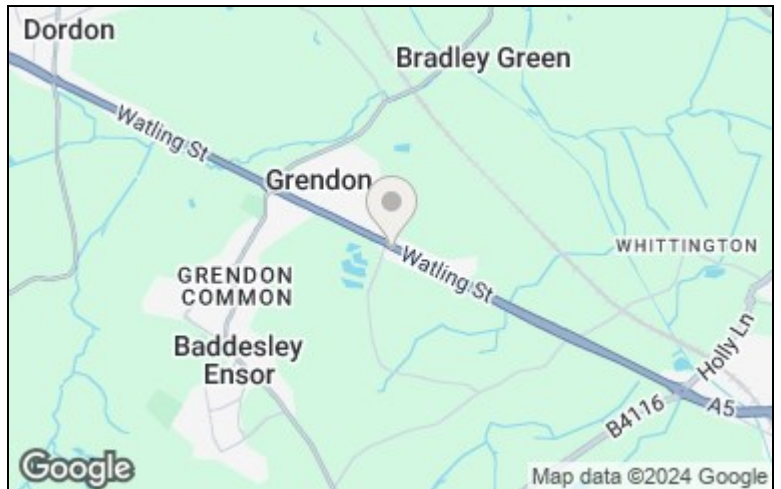 Dordon
Bradley Green
Watling St
Grendon
Watling St
WHITTINGTON
GRENDON
COMMON
Baddesley
Ensor
Holly Ln
B4116
A5
Google
Map data ©2024 Google